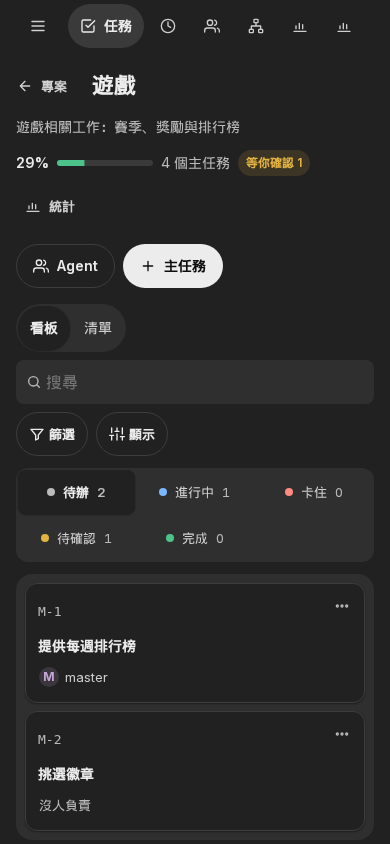 任務
專案 遊戲
遊戲相關工作: 賽季、獎勵與排行榜
29% 4 個主任務 等你確認 1
統計
Agent
主任務
看板 清單
搜尋
篩選 顯示
待辦 2 進行中 1 卡住 0
待確認 1 完成 0
M-1
提供每週排行榜
M master
M-2
挑選徽章
沒人負責